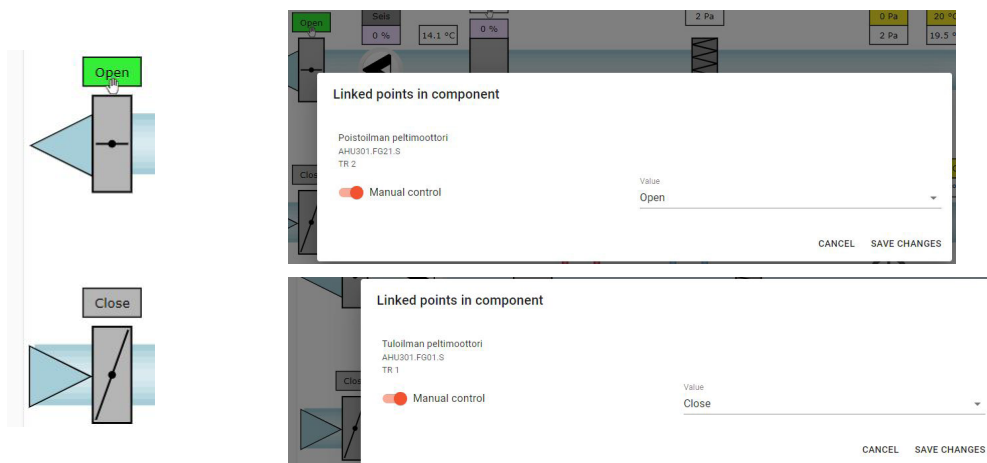 Open
Close
Open
Seis
0 %
14.1 °C
0 %
2 Pa
0 Pa
2 Pa
20 °C
19.5 °
Linked points in component
Poistoilman peltimoottori
AHU301.FG21.S
TR 2
Manual control
Value
Open
CANCEL SAVE CHANGES
Linked points in component
Tuloilman peltimoottori
AHU301.FG01.S
TR 1
Manual control
Value
Close
CANCEL SAVE CHANGES